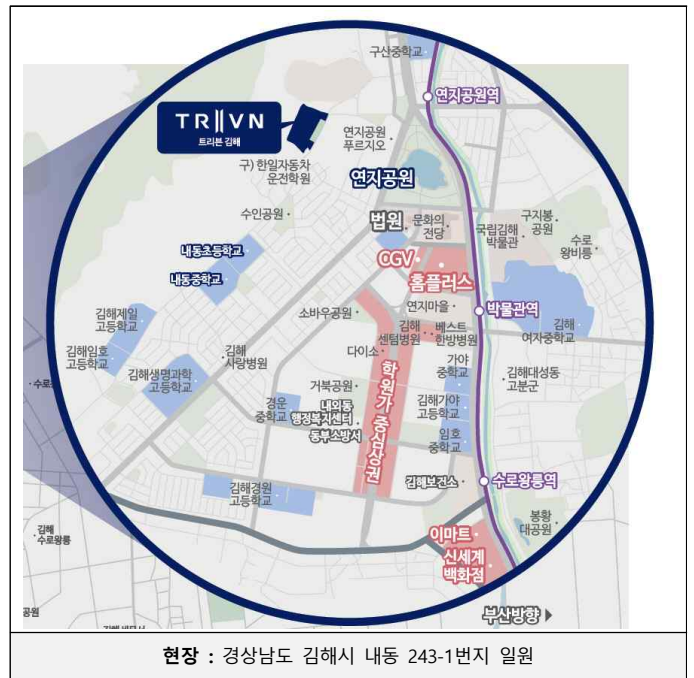 구산중학교
연지공원역
TRIIVN
트리븐 김해
연지공원
푸르지오
구) 한일자동차
운전학원
연지공원
수인공원
법원
문화의
전당
국립김해
박물관
구지봉
공원
수로
왕비릉
내동초등학교
내동중학교
CGV
홈플러스
김해제일
고등학교
소바우공원
연지마을
박물관역
김해
센텀병원
베스트
한방병원
김해
여자중학교
김해임호
고등학교
김해생명과학
고등학교
김해
사랑병원
다이소
가야
중학교
김해대성동
고분군
거북공원
학원가 중심상권
경운
중학교
내외동
행정복지센터
동부소방서
김해가야
고등학교
임호
중학교
김해경원
고등학교
김해보건소
수로왕릉역
이마트
신세계
백화점
봉황
대공원
김해
수로왕릉
공원
부산방향
현장 : 경상남도 김해시 내동 243-1번지 일원